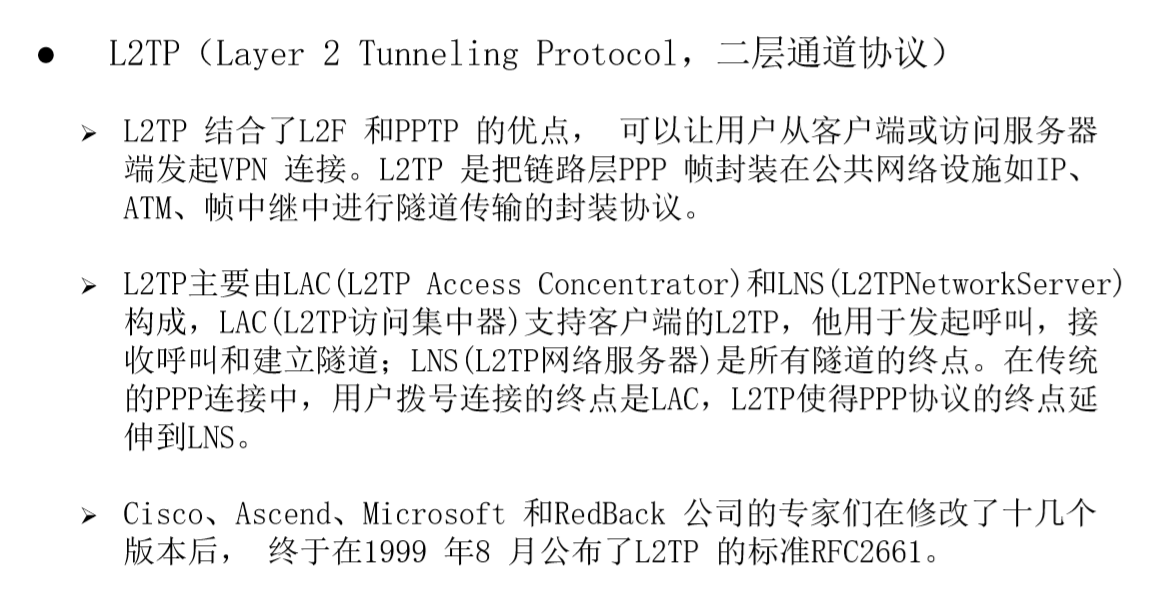 ● L2TP（Layer 2 Tunneling Protocol，二层通道协议）
➢ L2TP 结合了L2F 和PPTP 的优点， 可以让用户从客户端或访问服务器
端发起VPN 连接。L2TP 是把链路层PPP 帧封装在公共网络设施如IP、
ATM、帧中继中进行隧道传输的封装协议。
➢ L2TP主要由LAC(L2TP Access Concentrator)和LNS(L2TPNetworkServer)
构成，LAC(L2TP访问集中器)支持客户端的L2TP，他用于发起呼叫，接
收呼叫和建立隧道；LNS(L2TP网络服务器)是所有隧道的终点。在传统
的PPP连接中，用户拨号连接的终点是LAC，L2TP使得PPP协议的终点延
伸到LNS。
➢ Cisco、Ascend、Microsoft 和RedBack 公司的专家们在修改了十几个
版本后， 终于在1999 年8 月公布了L2TP 的标准RFC2661。